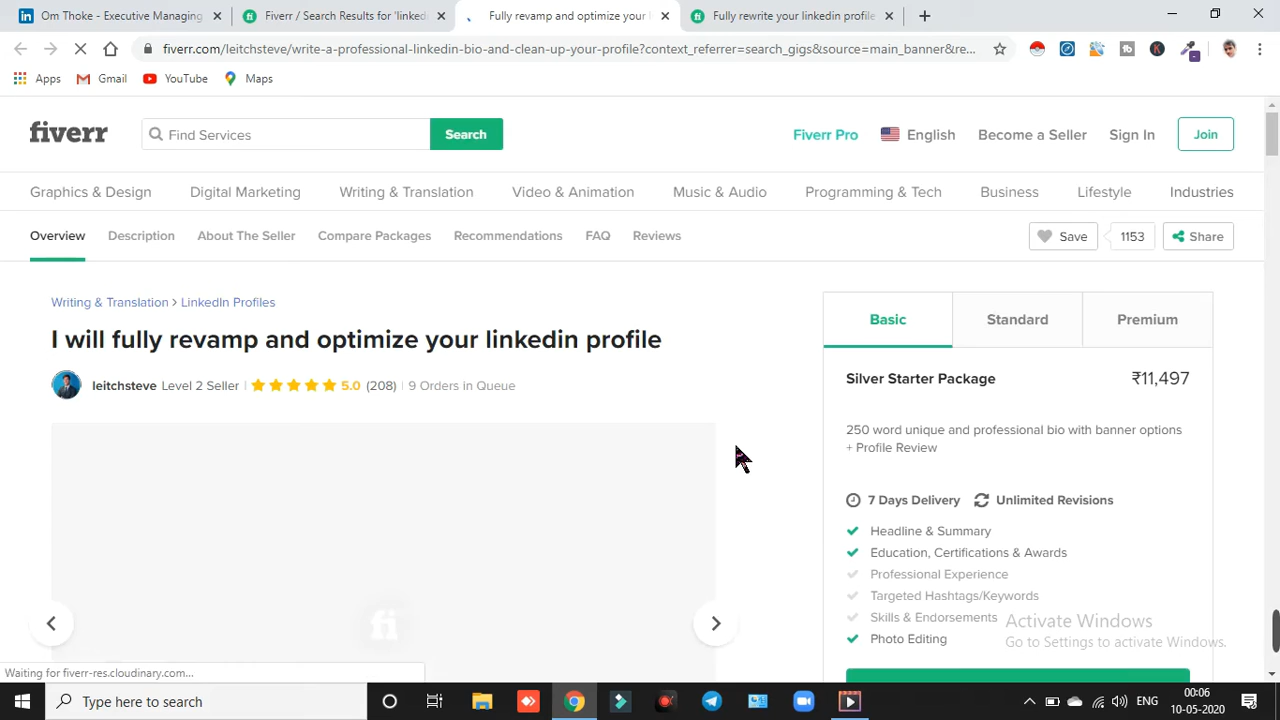 Om Thoke - Executive Managing
Fiverr / Search Results for 'linked
Fully revamp and optimize your l
Fully rewrite your linkedin profile
fiverr.com/leitchsteve/write-a-professional-linkedin-bio-and-clean-up-your-profile?context_referrer=search_gigs&source=main_banner&re...
Apps Gmail YouTube Maps
fiverr
Find Services
Search
Fiverr Pro English Become a Seller Sign In Join
Graphics & Design Digital Marketing Writing & Translation Video & Animation Music & Audio Programming & Tech Business Lifestyle Industries
Overview Description About The Seller Compare Packages Recommendations FAQ Reviews
Save 1153 Share
Writing & Translation > LinkedIn Profiles
I will fully revamp and optimize your linkedin profile
leitchsteve Level 2 Seller 5.0 (208) 9 Orders in Queue
fi
Basic Standard Premium
Silver Starter Package ₹11,497
250 word unique and professional bio with banner options
+ Profile Review
7 Days Delivery Unlimited Revisions
Headline & Summary
Education, Certifications & Awards
Professional Experience
Targeted Hashtags/Keywords
Skills & Endorsements
Photo Editing
Activate Windows
Go to Settings to activate Windows.
Waiting for fiverr-res.cloudinary.com...
Type here to search
ENG
00:06
10-05-2020